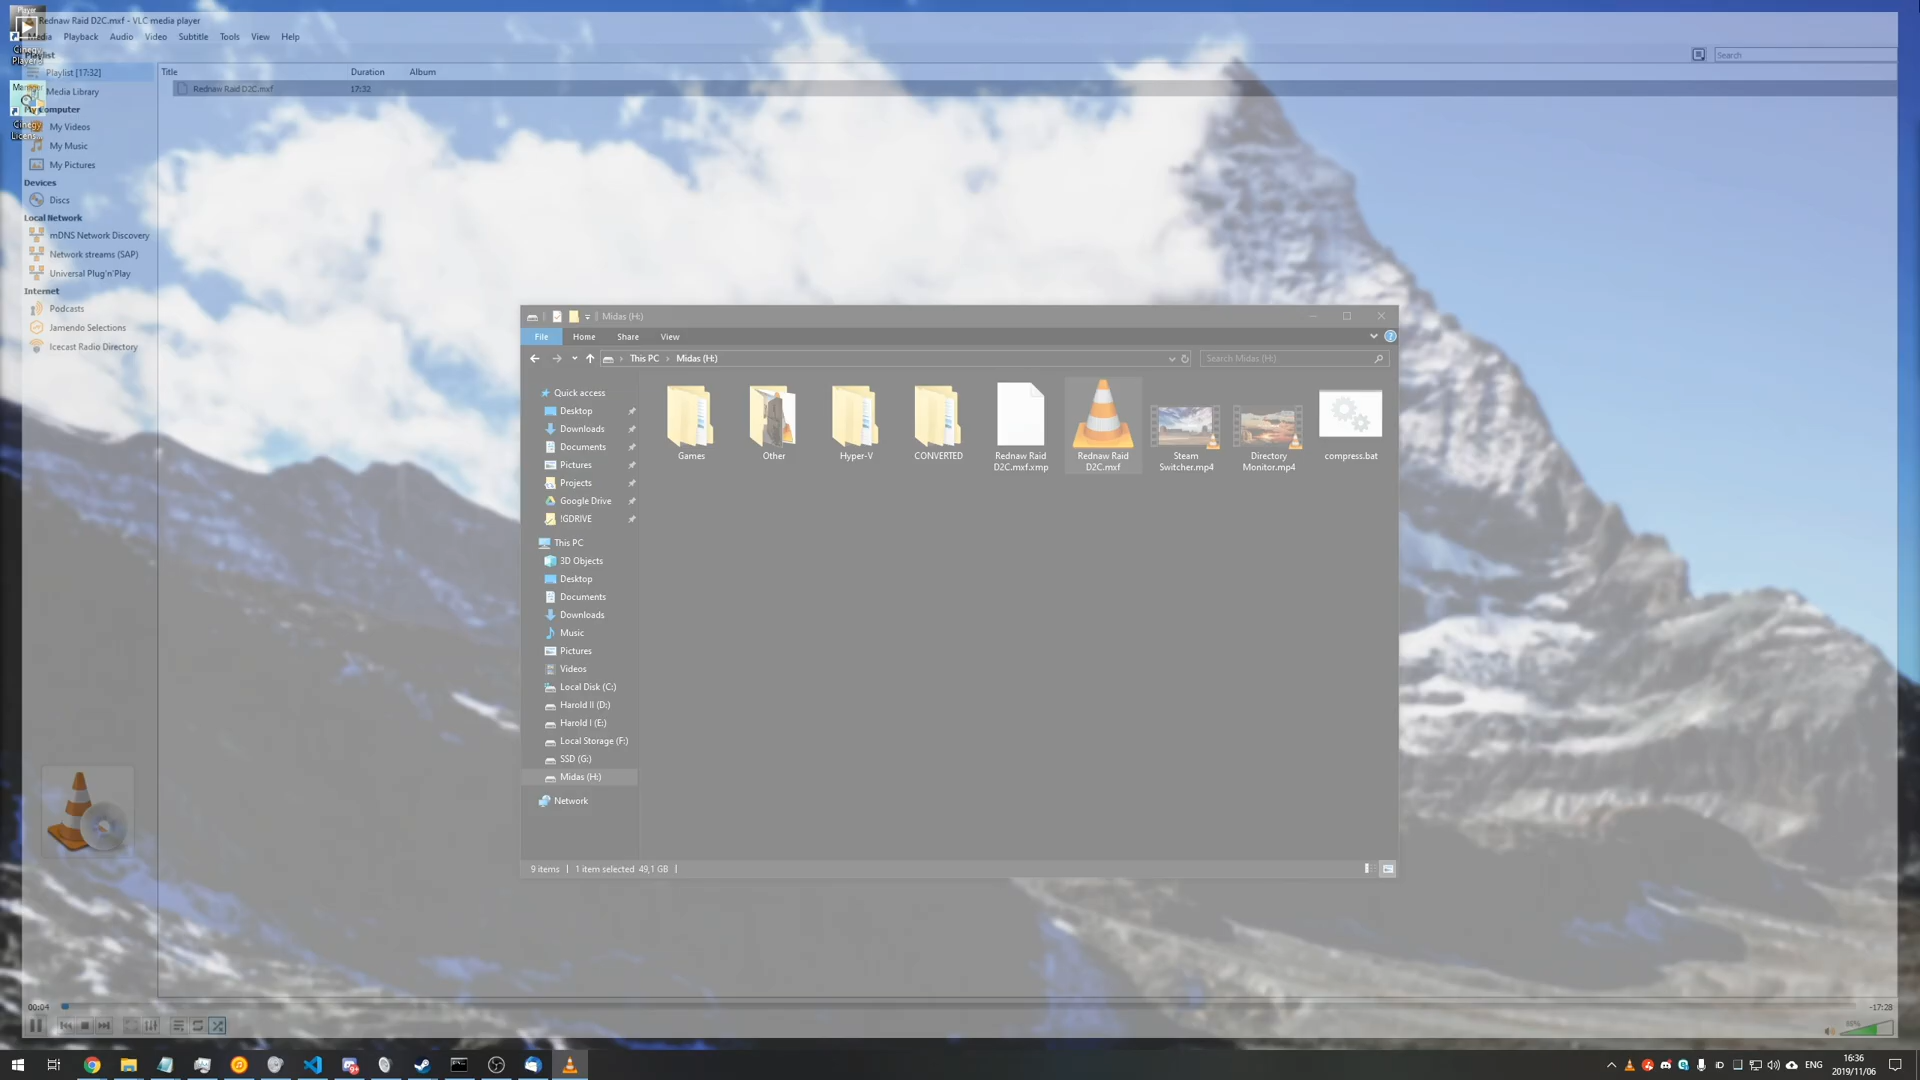 Player
Rednaw Raid D2C.mxf - VLC media player
Media Playback Audio Video Subtitle Tools View Help
Cinegy
Player
Playlist
Search
Playlist [17:32]
Title Duration Album
Rednaw Raid D2C.mxf 17:32
Media Library
My Computer
Cinegy
Licens...
My Videos
My Music
My Pictures
Devices
Discs
Local Network
mDNS Network Discovery
Network streams (SAP)
Universal Plug'n'Play
Internet
Podcasts
Jamendo Selections
Icecast Radio Directory
Midas (H:)
File Home Share View
This PC > Midas (H:)
Search Midas (H:)
Quick access
Desktop
Downloads
Documents
Pictures
Projects
Google Drive
!GDRIVE
This PC
3D Objects
Desktop
Documents
Downloads
Music
Pictures
Videos
Local Disk (C:)
Harold II (D:)
Harold I (E:)
Local Storage (F:)
SSD (G:)
Midas (H:)
Network
Games
Other
Hyper-V
CONVERTED
Rednaw Raid
D2C.mxf.xmp
Rednaw Raid
D2C.mxf
Steam
Switcher.mp4
Directory
Monitor.mp4
compress.bat
9 items 1 item selected 49,1 GB
00:04
-17:28
ENG
16:36
2019/11/06